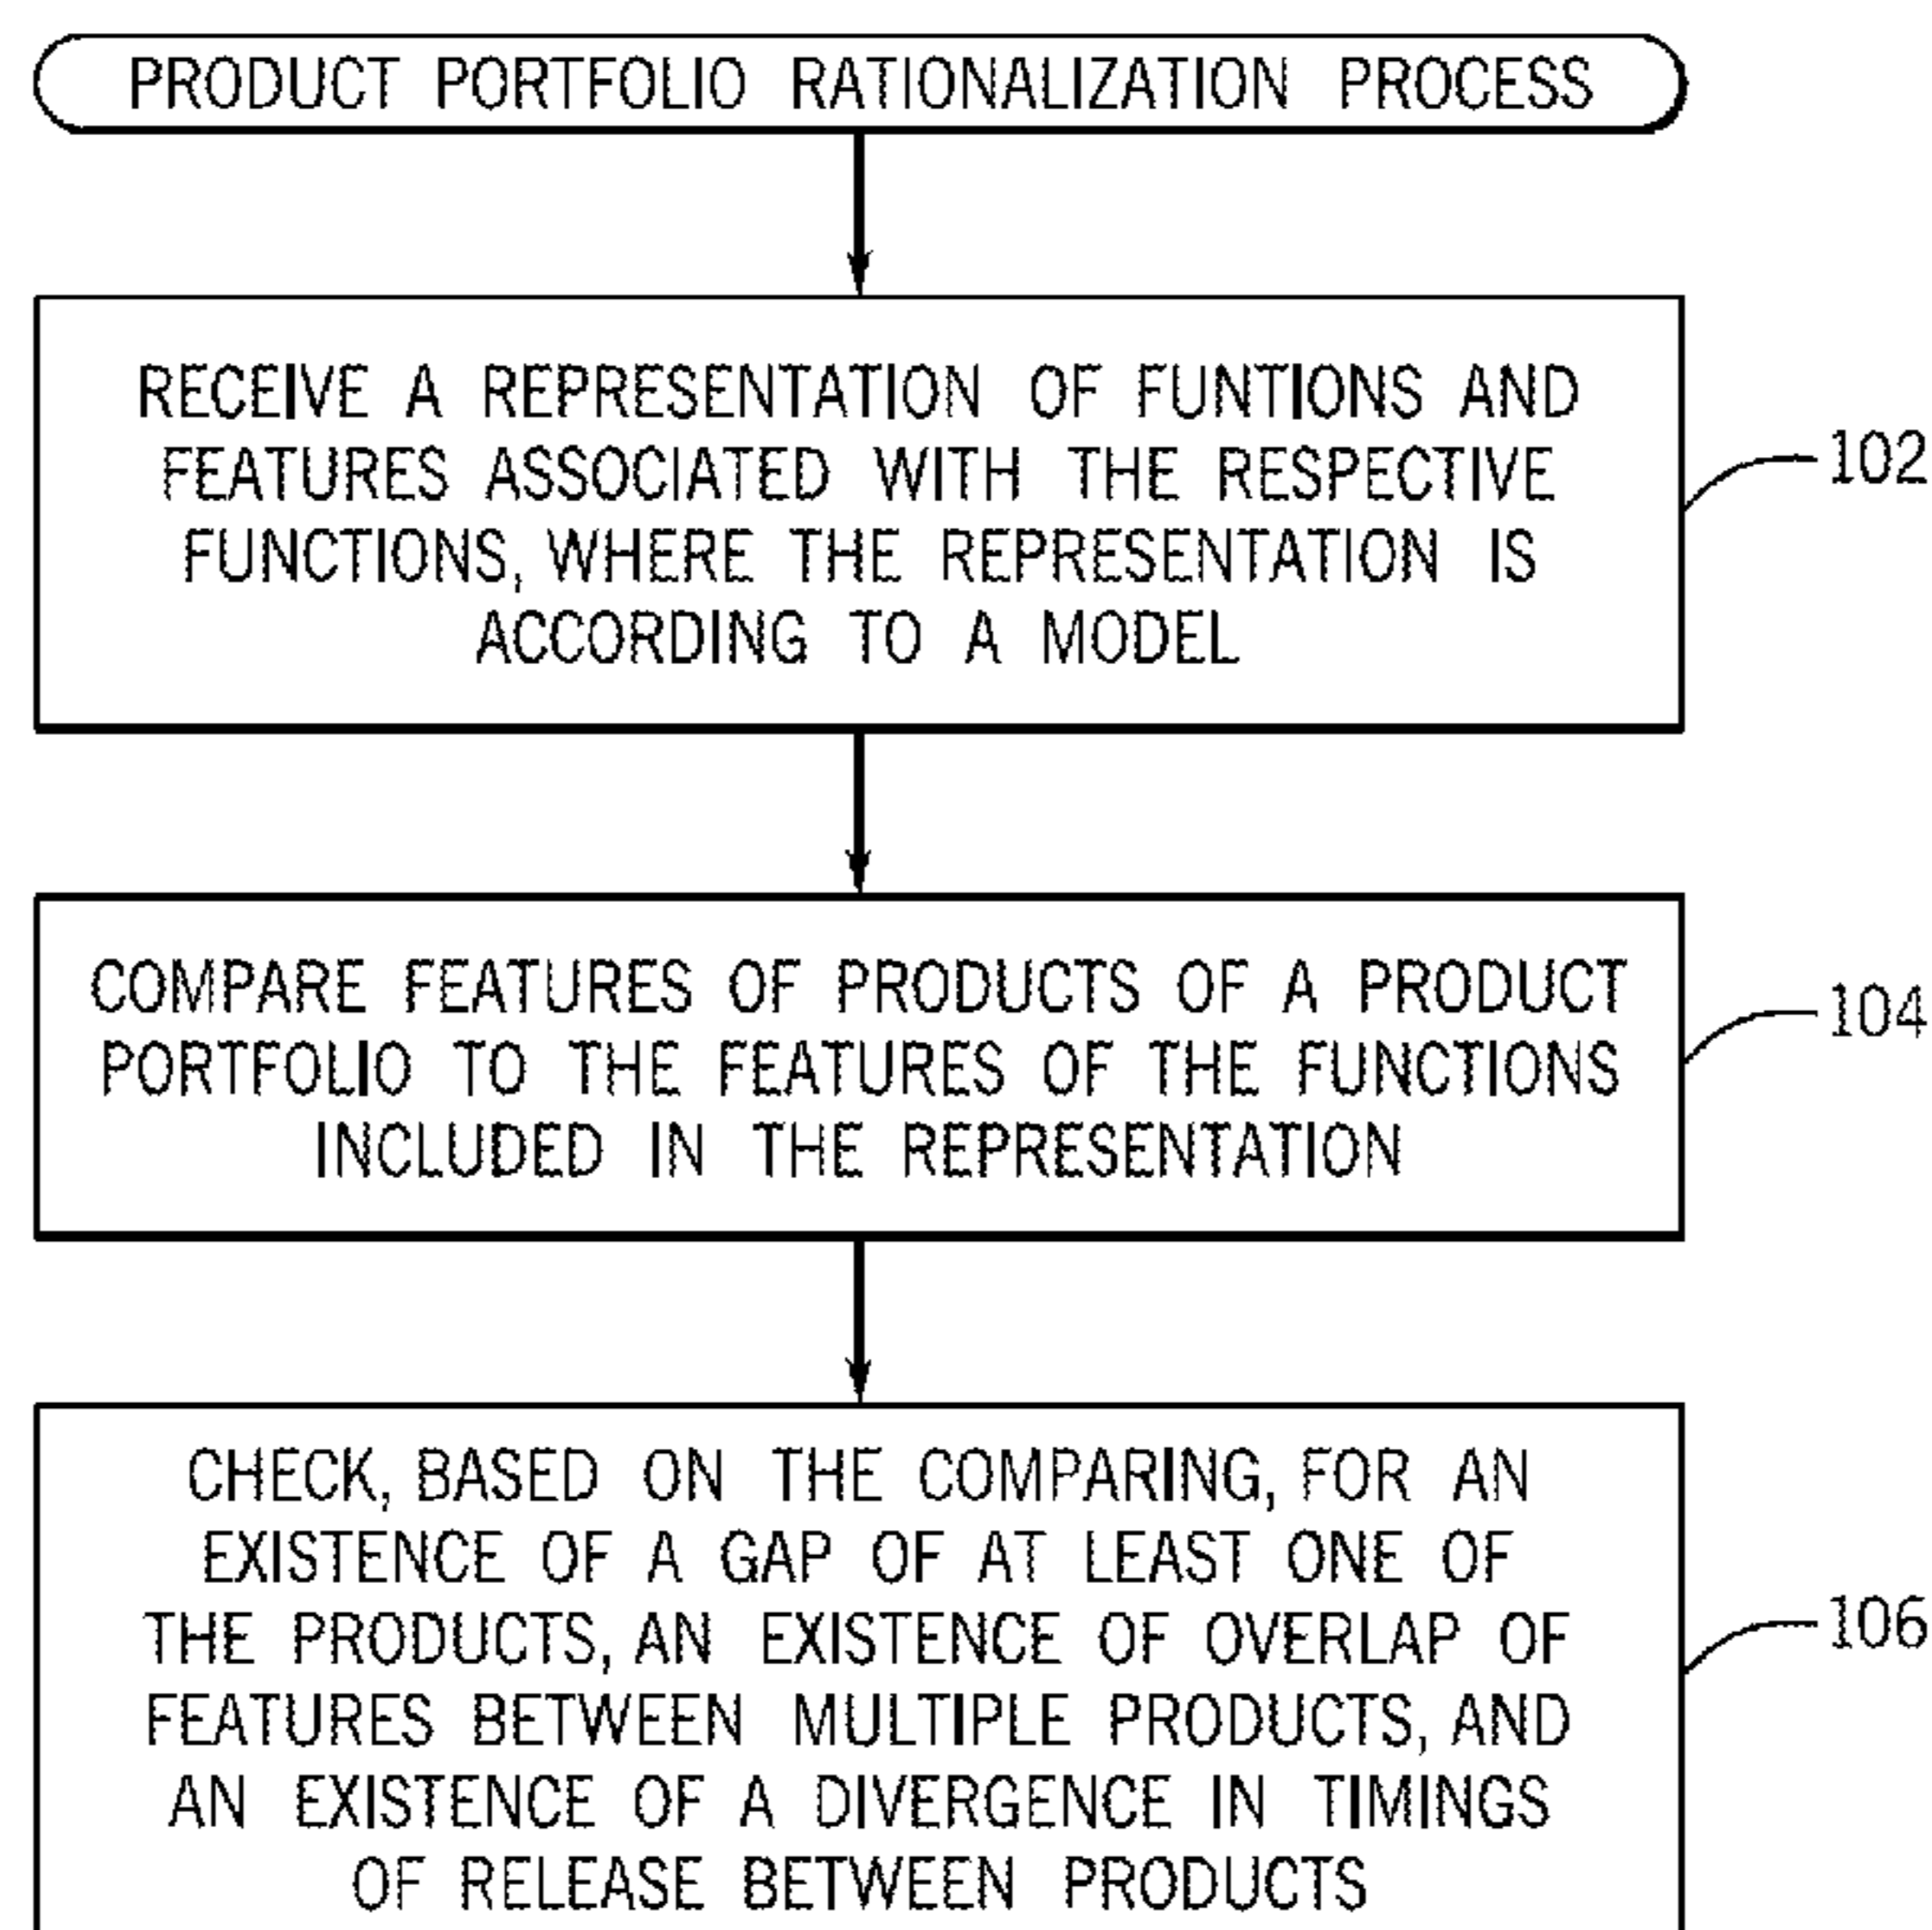 PRODUCT PORTFOLIO RATIONALIZATION PROCESS
RECEIVE A REPRESENTATION OF FUNTIONS AND
FEATURES ASSOCIATED WITH THE RESPECTIVE
FUNCTIONS, WHERE THE REPRESENTATION IS
ACCORDING TO A MODEL
102
COMPARE FEATURES OF PRODUCTS OF A PRODUCT
PORTFOLIO TO THE FEATURES OF THE FUNCTIONS
INCLUDED IN THE REPRESENTATION
104
CHECK, BASED ON THE COMPARING, FOR AN
EXISTENCE OF A GAP OF AT LEAST ONE OF
THE PRODUCTS, AN EXISTENCE OF OVERLAP OF
FEATURES BETWEEN MULTIPLE PRODUCTS, AND
AN EXISTENCE OF A DIVERGENCE IN TIMINGS
OF RELEASE BETWEEN PRODUCTS
106